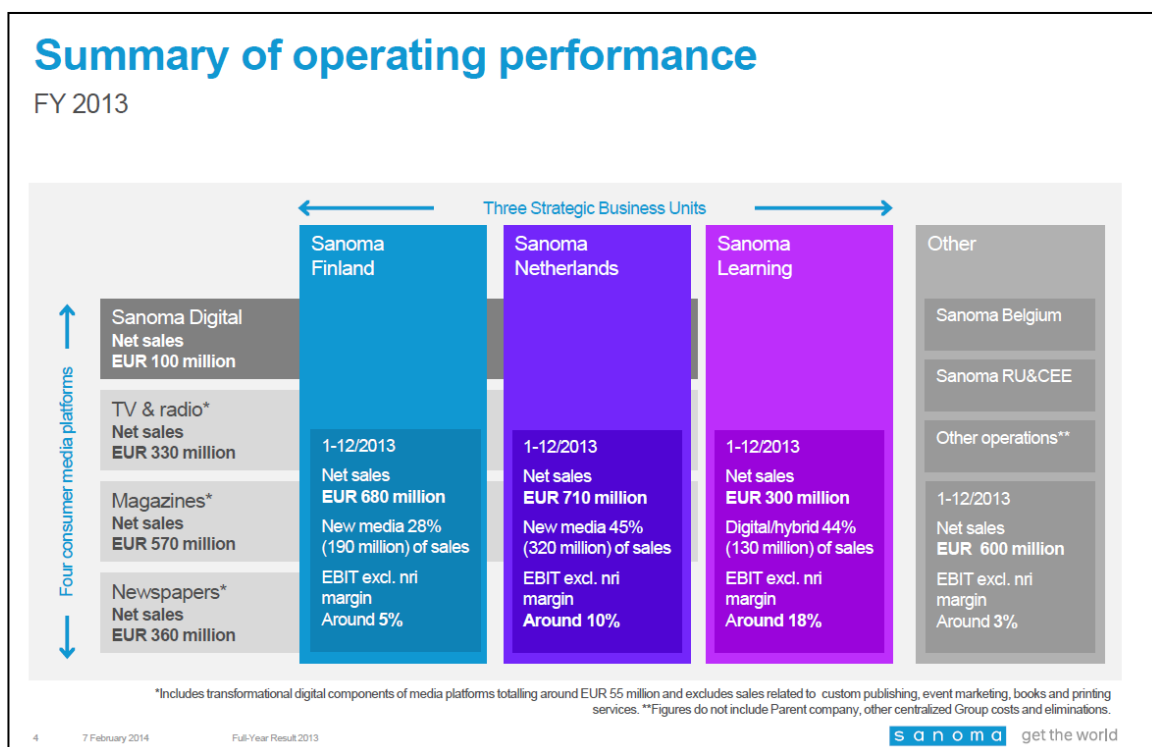 Summary of operating performance
FY 2013
Three Strategic Business Units
Four consumer media platforms
Sanoma Digital
Net sales
EUR 100 million
TV & radio*
Net sales
EUR 330 million
Magazines*
Net sales
EUR 570 million
Newspapers*
Net sales
EUR 360 million
Sanoma
Finland
1-12/2013
Net sales
EUR 680 million
New media 28%
(190 million) of sales
EBIT excl. nri
margin
Around 5%
Sanoma
Netherlands
1-12/2013
Net sales
EUR 710 million
New media 45%
(320 million) of sales
EBIT excl. nri
margin
Around 10%
Sanoma
Learning
1-12/2013
Net sales
EUR 300 million
Digital/hybrid 44%
(130 million) of sales
EBIT excl. nri
margin
Around 18%
Other
Sanoma Belgium
Sanoma RU&CEE
Other operations**
1-12/2013
Net sales
EUR 600 million
EBIT excl. nri
margin
Around 3%
*Includes transformational digital components of media platforms totalling around EUR 55 million and excludes sales related to custom publishing, event marketing, books and printing
services. **Figures do not include Parent company, other centralized Group costs and eliminations.
4 7 February 2014 Full-Year Result 2013
sanoma get the world